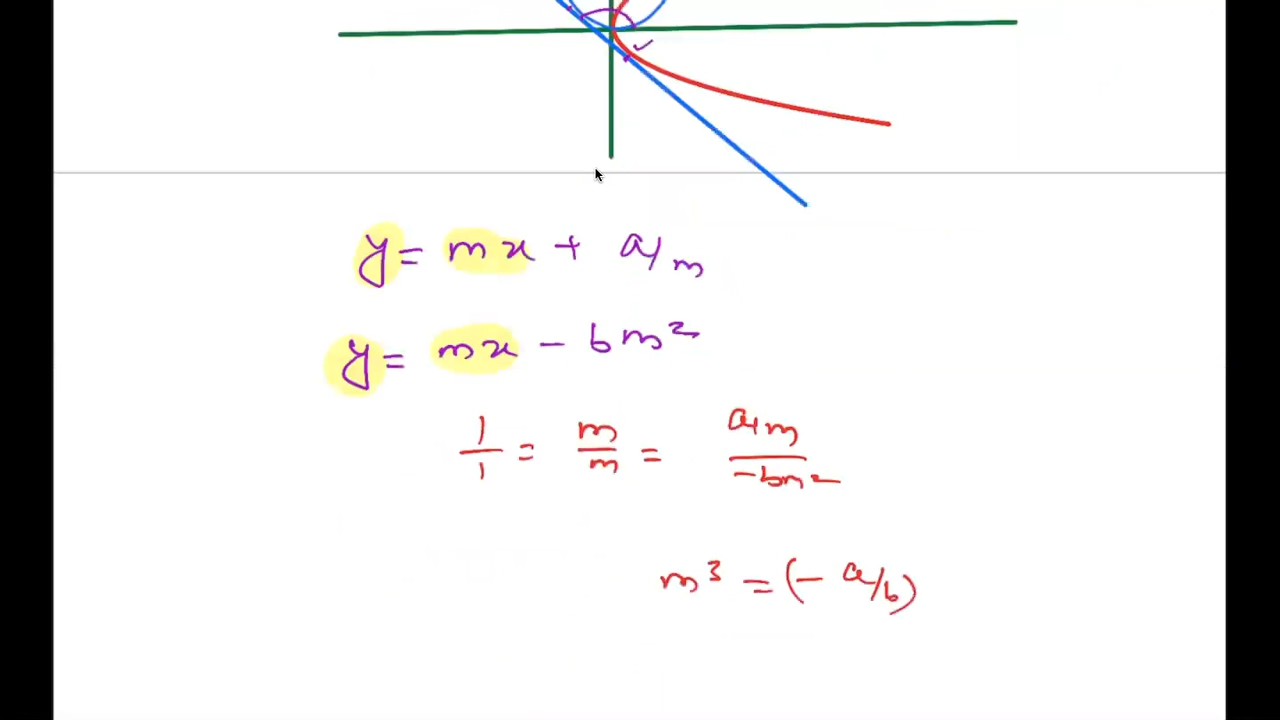 y = mx + a/m
y = mx - bm²
1/1 = m/m = a/m/-bm²
m³ = (- a/b)